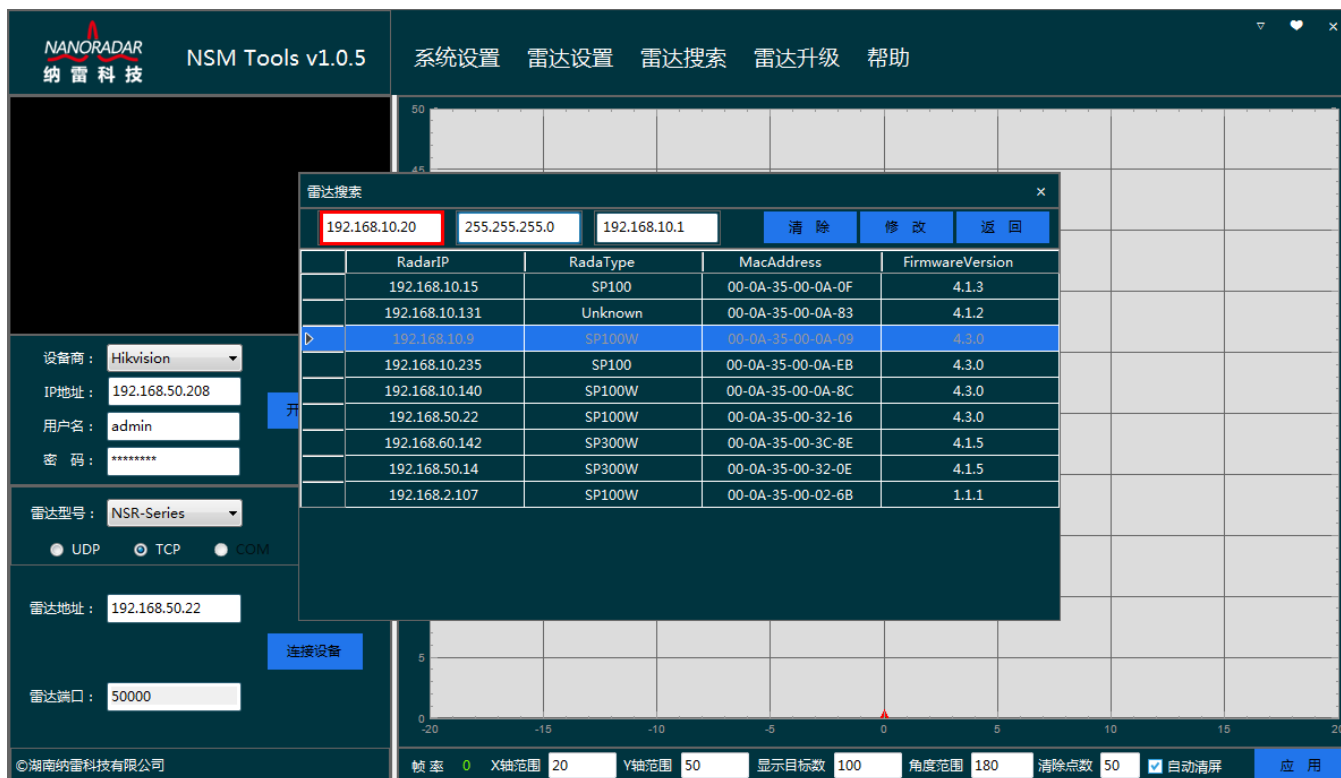 NANORADAR
纳雷科技
NSM Tools v1.0.5
系统设置 雷达设置 雷达搜索 雷达升级 帮助
50
45
雷达搜索 ×
192.168.10.20 255.255.255.0 192.168.10.1 清 除 修 改 返 回
RadarIP RadaType MacAddress FirmwareVersion
192.168.10.15 SP100 00-0A-35-00-0A-0F 4.1.3
192.168.10.131 Unknown 00-0A-35-00-0A-83 4.1.2
192.168.10.9 SP100W 00-0A-35-00-0A-09 4.3.0
192.168.10.235 SP100 00-0A-35-00-0A-EB 4.3.0
192.168.10.140 SP100W 00-0A-35-00-0A-8C 4.3.0
192.168.50.22 SP100W 00-0A-35-00-32-16 4.3.0
192.168.60.142 SP300W 00-0A-35-00-3C-8E 4.1.5
192.168.50.14 SP300W 00-0A-35-00-32-0E 4.1.5
192.168.2.107 SP100W 00-0A-35-00-02-6B 1.1.1
设备商： Hikvision
IP地址： 192.168.50.208
开
用户名： admin
密 码： ********
雷达型号： NSR-Series
UDP TCP COM
雷达地址： 192.168.50.22
连接设备
雷达端口： 50000
5
0
-20 -15 -10 -5 0 5 10 15 20
©湖南纳雷科技有限公司
帧 率 0 X轴范围 20 Y轴范围 50 显示目标数 100 角度范围 180 清除点数 50 自动清屏 应 用